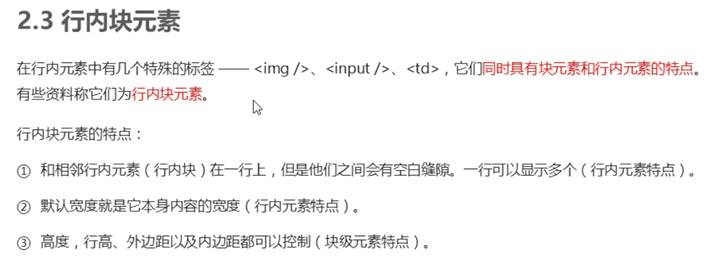 2.3 行内块元素
在行内元素中有几个特殊的标签 —— <img />、<input />、<td>，它们同时具有块元素和行内元素的特点。
有些资料称它们为行内块元素。
行内块元素的特点：
① 和相邻行内元素（行内块）在一行上，但是他们之间会有空白缝隙。一行可以显示多个（行内元素特点）。
② 默认宽度就是它本身内容的宽度（行内元素特点）。
③ 高度，行高、外边距以及内边距都可以控制（块级元素特点）。